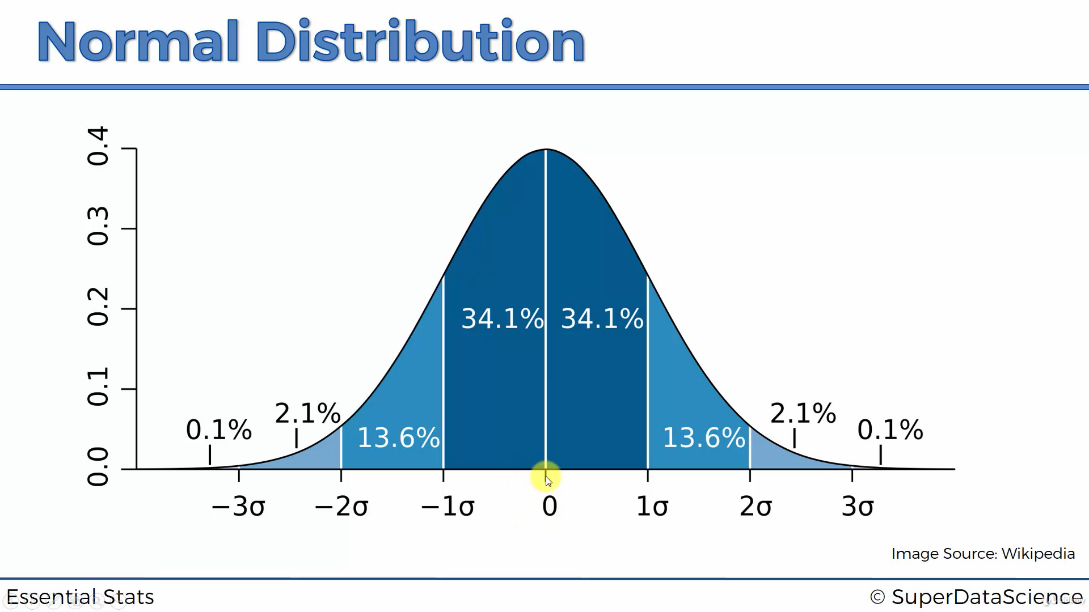 Normal Distribution
0.4
0.3
0.2
0.1
0.0
34.1% 34.1%
0.1% 2.1% 13.6% 13.6% 2.1% 0.1%
−3σ −2σ −1σ 0 1σ 2σ 3σ
Image Source: Wikipedia
Essential Stats © SuperDataScience